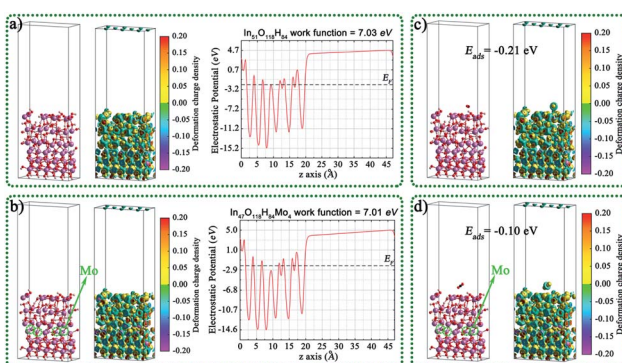 a)
0.20
0.15
0.10
0.05
0.00
-0.05
-0.10
-0.15
-0.20
Deformation charge density
In51O118H84 work function = 7.03 eV
Electrostatic Potential (eV)
4.7
0.7
-3.2
-7.2
-11.2
-15.2
EF
0 5 10 15 20 25 30 35 40 45
z axis (Å)
c)
Eads = -0.21 eV
0.20
0.15
0.10
0.05
0.00
-0.05
-0.10
-0.15
-0.20
Deformation charge density
b)
Mo
0.20
0.15
0.10
0.05
0.00
-0.05
-0.10
-0.15
-0.20
Deformation charge density
In47O118H84Mo4 work function = 7.01 eV
Electrostatic Potential (eV)
5.0
1.0
-2.9
-6.8
-10.7
-14.6
EF
0 5 10 15 20 25 30 35 40 45
z axis (Å)
d)
Eads = -0.10 eV
Mo
0.20
0.15
0.10
0.05
0.00
-0.05
-0.10
-0.15
-0.20
Deformation charge density